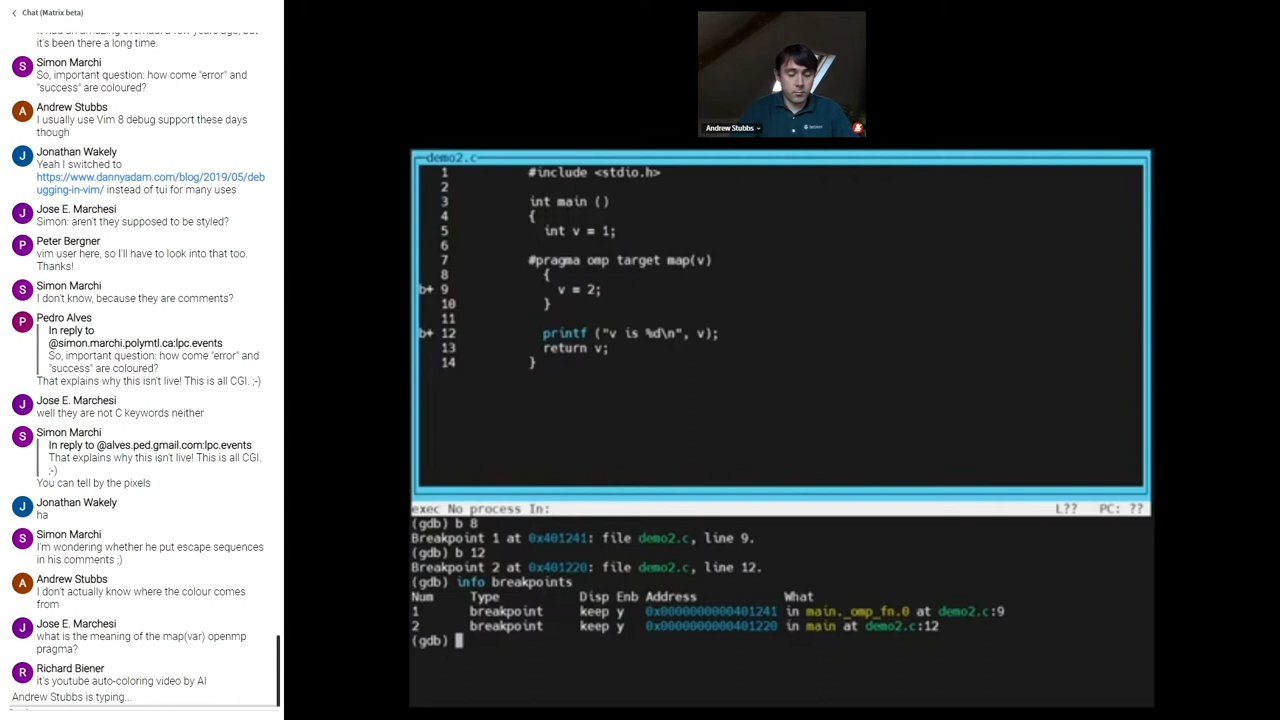 Chat (Matrix beta)
it's been there a long time.
Simon Marchi
So, important question: how come "error" and
"success" are coloured?
Andrew Stubbs
I usually use Vim 8 debug support these days
though
Jonathan Wakely
Yeah I switched to
https://www.dannyadam.com/blog/2019/05/deb
ugging-in-vim/ instead of tui for many uses
Jose E. Marchesi
Simon: aren't they supposed to be styled?
Peter Bergner
vim user here, so I'll have to look into that too.
Thanks!
Simon Marchi
I don't know, because they are comments?
Pedro Alves
In reply to
@simon.marchi.polymtl.ca:lpc.events
So, important question: how come "error" and
"success" are coloured?
That explains why this isn't live! This is all CGI. ;-)
Jose E. Marchesi
well they are not C keywords neither
Simon Marchi
In reply to @alves.ped.gmail.com:lpc.events
That explains why this isn't live! This is all CGI.
;-)
You can tell by the pixels
Jonathan Wakely
ha
Simon Marchi
I'm wondering whether he put escape sequences
in his comments ;)
Andrew Stubbs
I don't actually know where the colour comes
from
Jose E. Marchesi
what is the meaning of the map(var) openmp
pragma?
Richard Biener
it's youtube auto-coloring video by AI
Andrew Stubbs is typing...
Andrew Stubbs
demo2.c
1 #include <stdio.h>
2
3 int main ()
4 {
5 int v = 1;
6
7 #pragma omp target map(v)
8 {
b+ 9 v = 2;
10 }
11
b+ 12 printf ("v is %d\n", v);
13 return v;
14 }
exec No process In: L?? PC: ??
(gdb) b 8
Breakpoint 1 at 0x401241: file demo2.c, line 9.
(gdb) b 12
Breakpoint 2 at 0x401220: file demo2.c, line 12.
(gdb) info breakpoints
Num Type Disp Enb Address What
1 breakpoint keep y 0x0000000000401241 in main._omp_fn.0 at demo2.c:9
2 breakpoint keep y 0x0000000000401220 in main at demo2.c:12
(gdb)